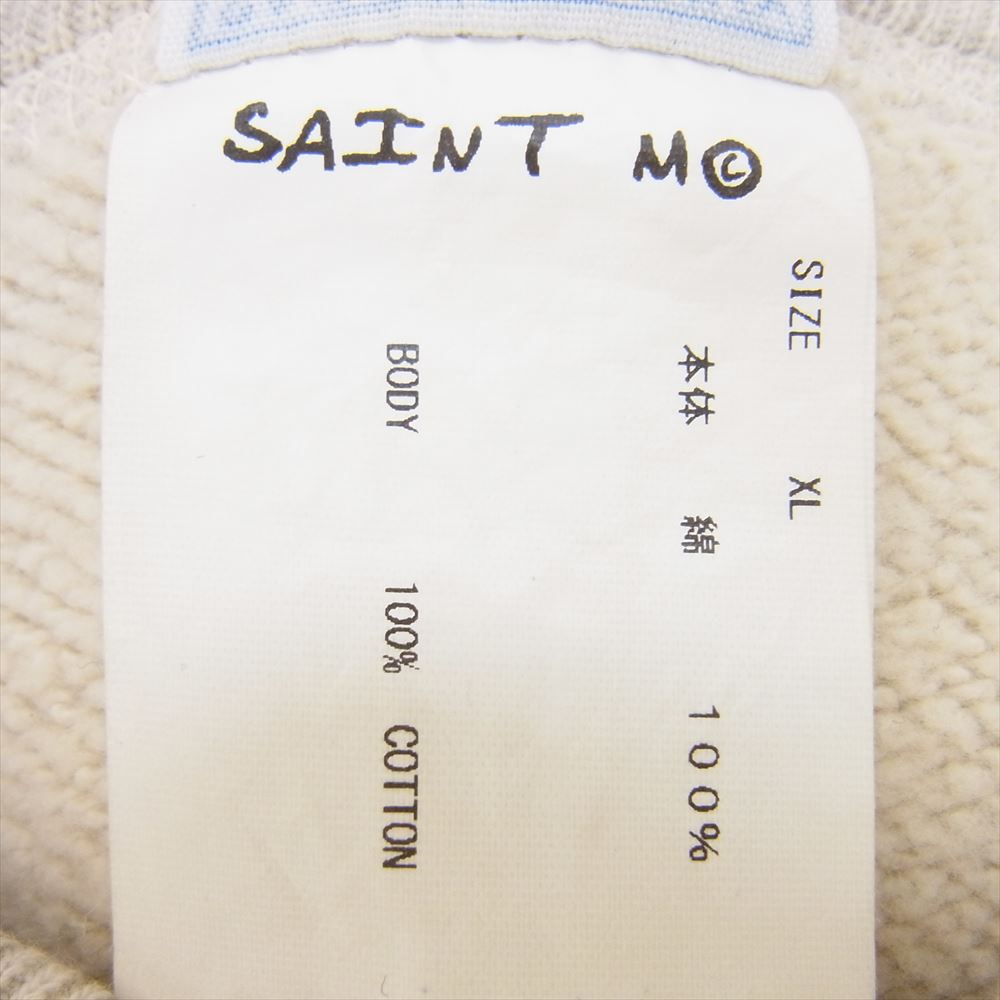 SAINT M©
SIZE XL
本体 綿 100%
BODY 100% COTTON